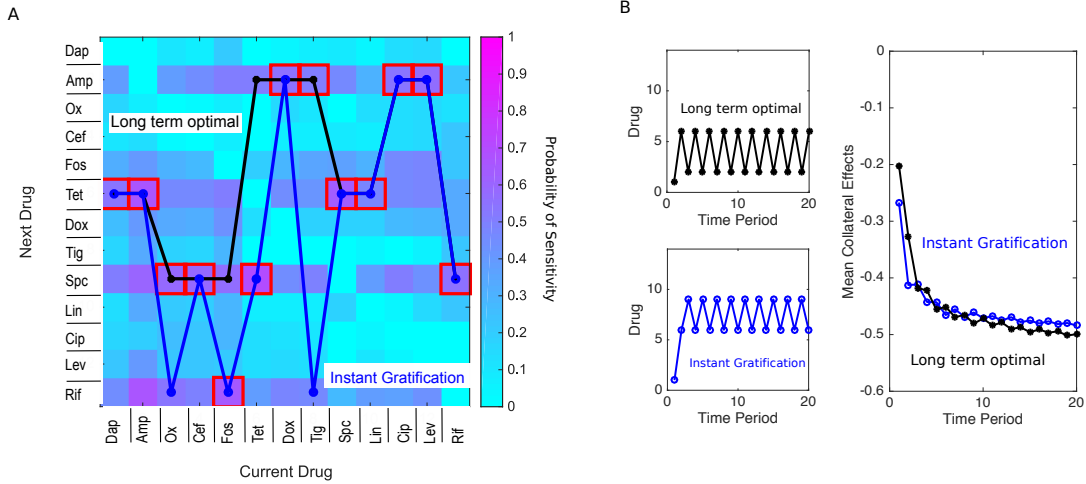 A
Next Drug
Dap
Amp
Ox
Cef
Fos
Tet
Dox
Tig
Spc
Lin
Cip
Lev
Rif
Long term optimal
Instant Gratification
Dap Amp Ox Cef Fos Tet Dox Tig Spc Lin Cip Lev Rif
Current Drug
1
0.9
0.8
0.7
0.6
0.5
0.4
0.3
0.2
0.1
0
Probability of Sensitivity
B
Drug
10
5
0
Long term optimal
0 10 20
Time Period
Drug
10
5
0
Instant Gratification
0 10 20
Time Period
Mean Collateral Effects
0
-0.1
-0.2
-0.3
-0.4
-0.5
-0.6
Instant Gratification
Long term optimal
0 10 20
Time Period